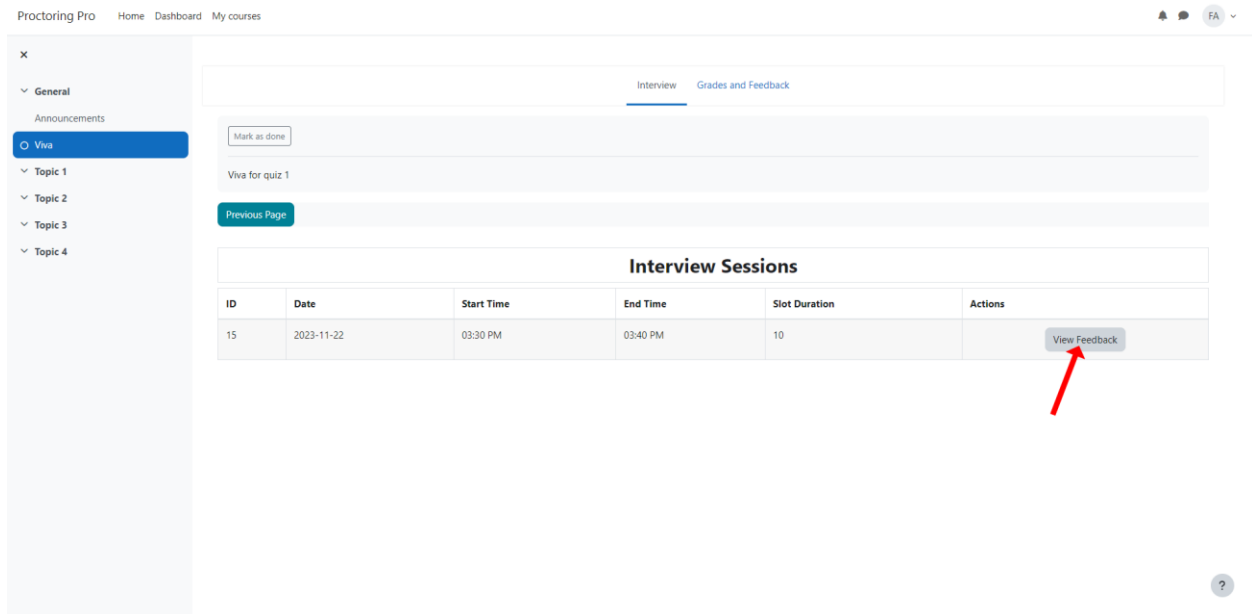 Proctoring Pro Home Dashboard My courses FA
General
Announcements
Viva
Topic 1
Topic 2
Topic 3
Topic 4
Interview Grades and Feedback
Mark as done
Viva for quiz 1
Previous Page
Interview Sessions
ID Date Start Time End Time Slot Duration Actions
15 2023-11-22 03:30 PM 03:40 PM 10 View Feedback
?